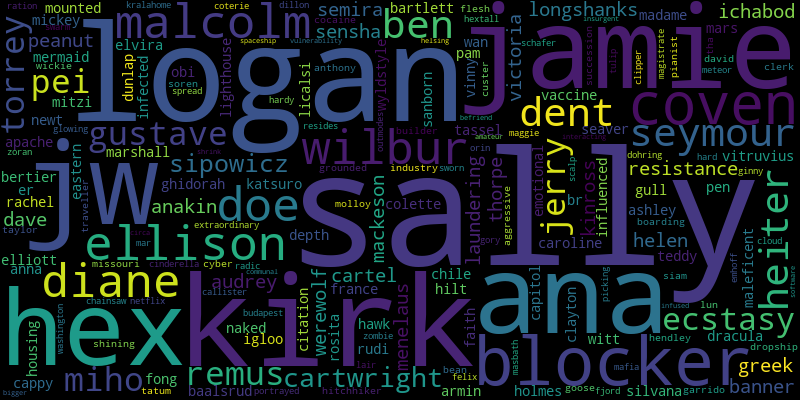 kralahome coterie dillon
mounted cocaine semira bartlett flesh longshanks madame ichabod
mickey malcolm ben hextall insurgent
torrey peanut elvira sensha wan mars
mermaid vickie dunlap infected logan obi soren spread lighthouse anthony licalsi wyldstyle vinny pam custer jamie victoria schafer tulip succession clipper magistrate pianist david meteor clerk
pei mitzi hardy sanborn vaccine coven
newt glowing gustave resides builder tassel orin maggie dent seaver seymour
apache zoran marshall sipowicz wilbur grounded industry sworn amateur befriend jerry kinross scalp resistance dohring hard vitruvius
bertier er eastern ghidorah katsuro molloy colette laundering thorpe aggressive emotional br influenced gull pen ginny
rachel dave jw anakin doe sally mackeson gory ashley boarding cloud
taylor traveller extraordinary depth caroline helen teddy maleficent heiter software
elliott anna mar ellison cartel menelaus chile faith capitol clayton siam emhoff
missouri cinderella cyber radic audrey france hilt picking lun infused
diane callister werewolf rosita citation ana ecstasy
hex chainsaw netflix kirk budapest naked hawk zombie witt hendley dracula
housing washington shining igloo rudi blocker masbath dropship
cappy miho fong remus cartwright lair bean mafia banner greek
bigger tatum baalsrud portrayed hitchhiker felix armin holmes goose fjord silvana garrido